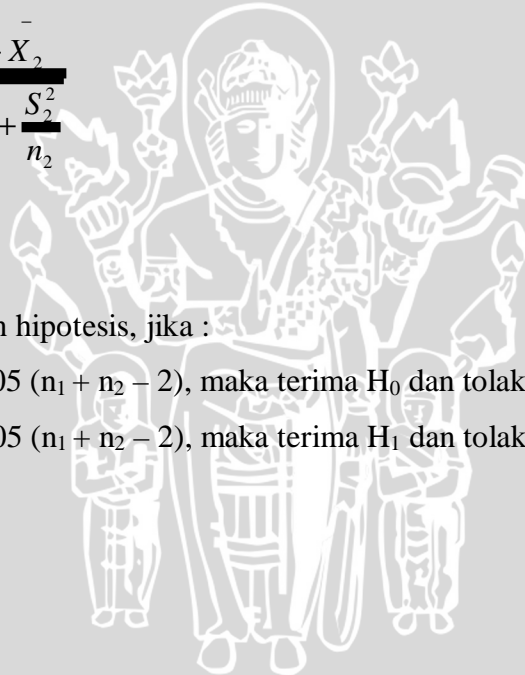 - X̄₂
+ S₂²
n₂
n hipotesis, jika :
05 (n₁ + n₂ – 2), maka terima H₀ dan tolak
05 (n₁ + n₂ – 2), maka terima H₁ dan tolak